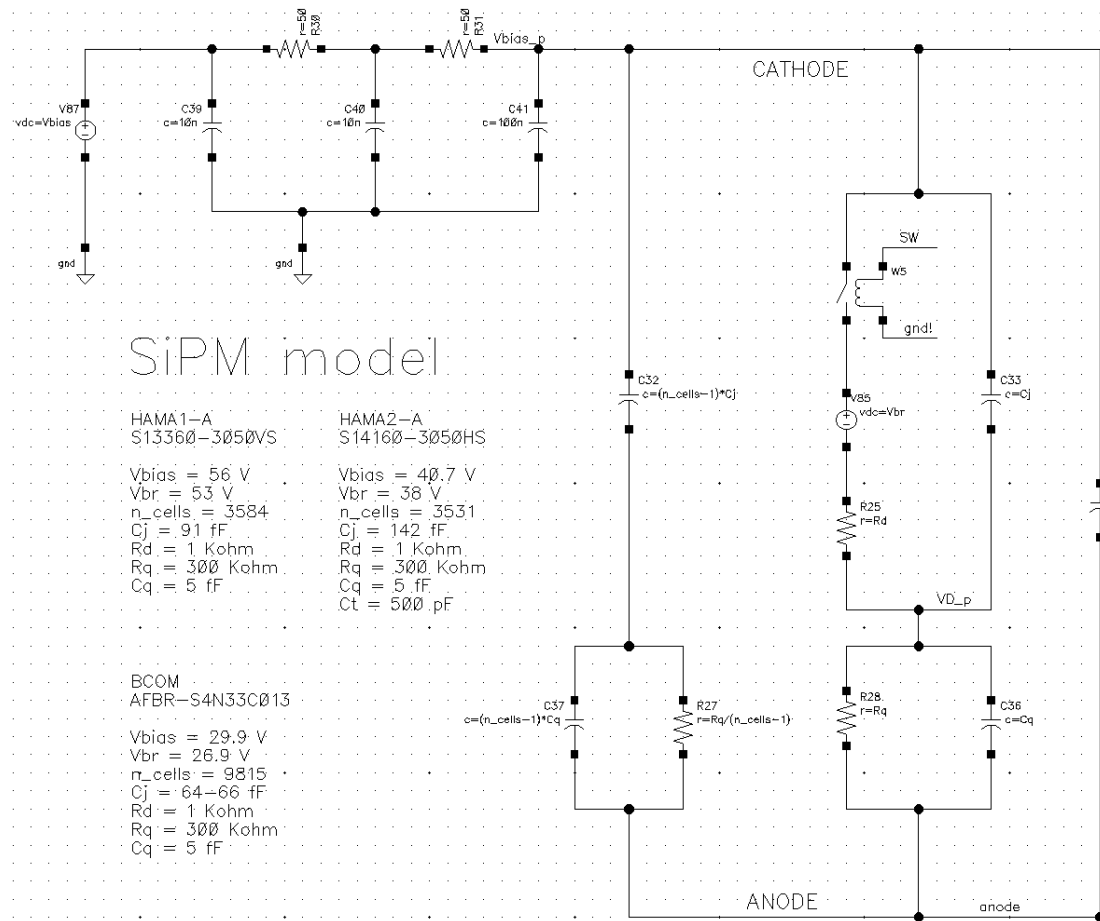 r=50
R30
r=50
R31
Vbias_p
CATHODE
V87
vdc=Vbias
C39
c=10n
C40
c=10n
C41
c=100n
gnd
gnd
SW
W5
gnd!
SiPM model
C32
c=(n_cells-1)*Cj
C33
c=Cj
V85
vdc=Vbr
HAMA1-A
S13360-3050VS
Vbias = 56 V
Vbr = 53 V
n_cells = 3584
Cj = 91 fF
Rd = 1 Kohm
Rq = 300 Kohm
Cq = 5 fF
HAMA2-A
S14160-3050HS
Vbias = 40.7 V
Vbr = 38 V
n_cells = 3531
Cj = 142 fF
Rd = 1 Kohm
Rq = 300 Kohm
Cq = 5 fF
Ct = 500 pF
R25
r=Rd
VD_p
BCOM
AFBR-S4N33C013
Vbias = 29.9 V
Vbr = 26.9 V
n_cells = 9815
Cj = 64-66 fF
Rd = 1 Kohm
Rq = 300 Kohm
Cq = 5 fF
C37
c=(n_cells-1)*Cq
R27
r=Rq/(n_cells-1)
R28
r=Rq
C36
c=Cq
ANODE
anode